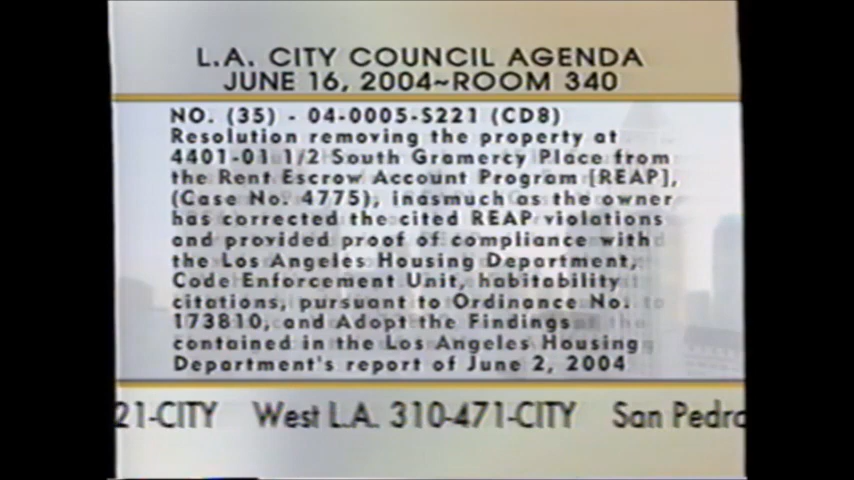 L.A. CITY COUNCIL AGENDA
JUNE 16, 2004~ROOM 340
NO. (35) - 04-0005-S221 (CD8)
Resolution removing the property at
4401-01 1/2 South Gramercy Place from
the Rent Escrow Account Program [REAP],
(Case No. 4775), inasmuch as the owner
has corrected the cited REAP violations
and provided proof of compliance with
the Los Angeles Housing Department,
Code Enforcement Unit, habitability
citations, pursuant to Ordinance No.
173810, and Adopt the Findings
contained in the Los Angeles Housing
Department's report of June 2, 2004
21-CITY West L.A. 310-471-CITY San Pedro